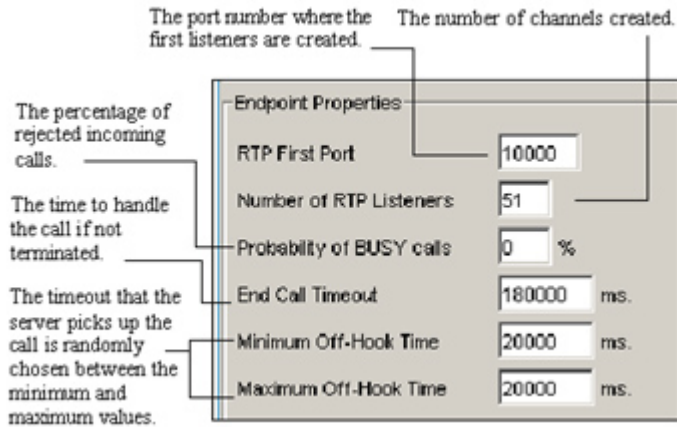 The port number where the
first listeners are created.
The number of channels created.
The percentage of
rejected incoming
calls.
The time to handle
the call if not
terminated.
The timeout that the
server picks up the
call is randomly
chosen between the
minimum and
maximum values.
Endpoint Properties
RTP First Port 10000
Number of RTP Listeners 51
Probability of BUSY calls 0 %
End Call Timeout 180000 ms.
Minimum Off-Hook Time 20000 ms.
Maximum Off-Hook Time 20000 ms.